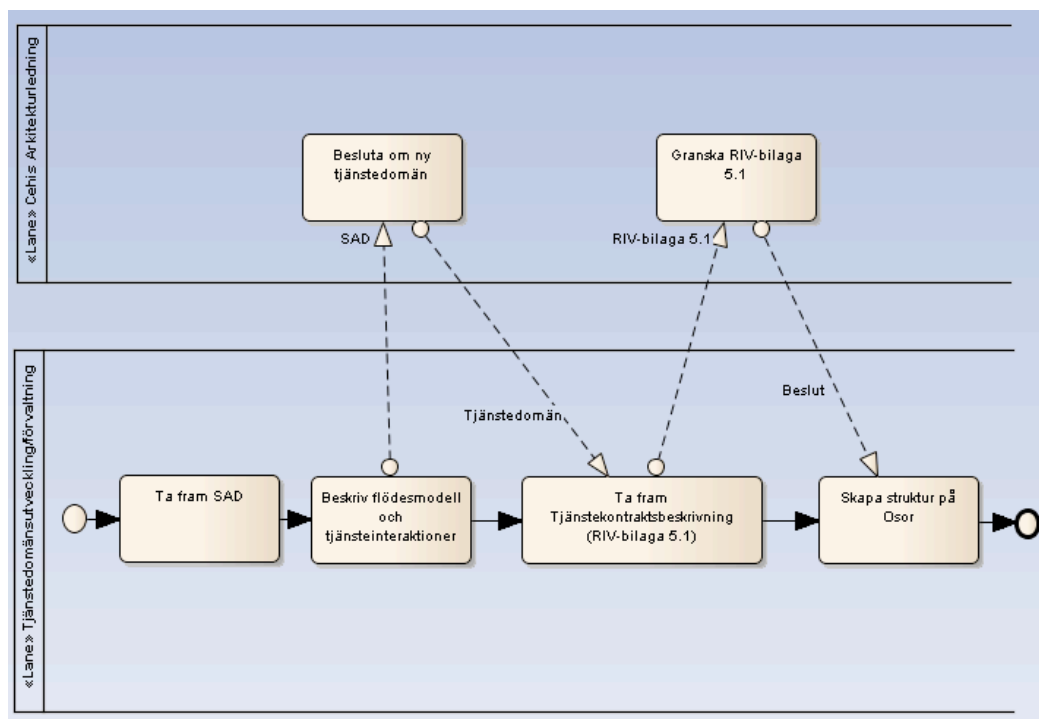 «Lane» Cehis Arkitekturledning
Besluta om ny
tjänstedomän
Granska RIV-bilaga
5.1
SAD
RIV-bilaga 5.1
Tjänstedomän
Beslut
«Lane» Tjänstedomänsutveckling/förvaltning
Ta fram SAD
Beskriv flödesmodell
och
tjänsteinteraktioner
Ta fram
Tjänstekontraktsbeskrivning
(RIV-bilaga 5.1)
Skapa struktur på
Osor